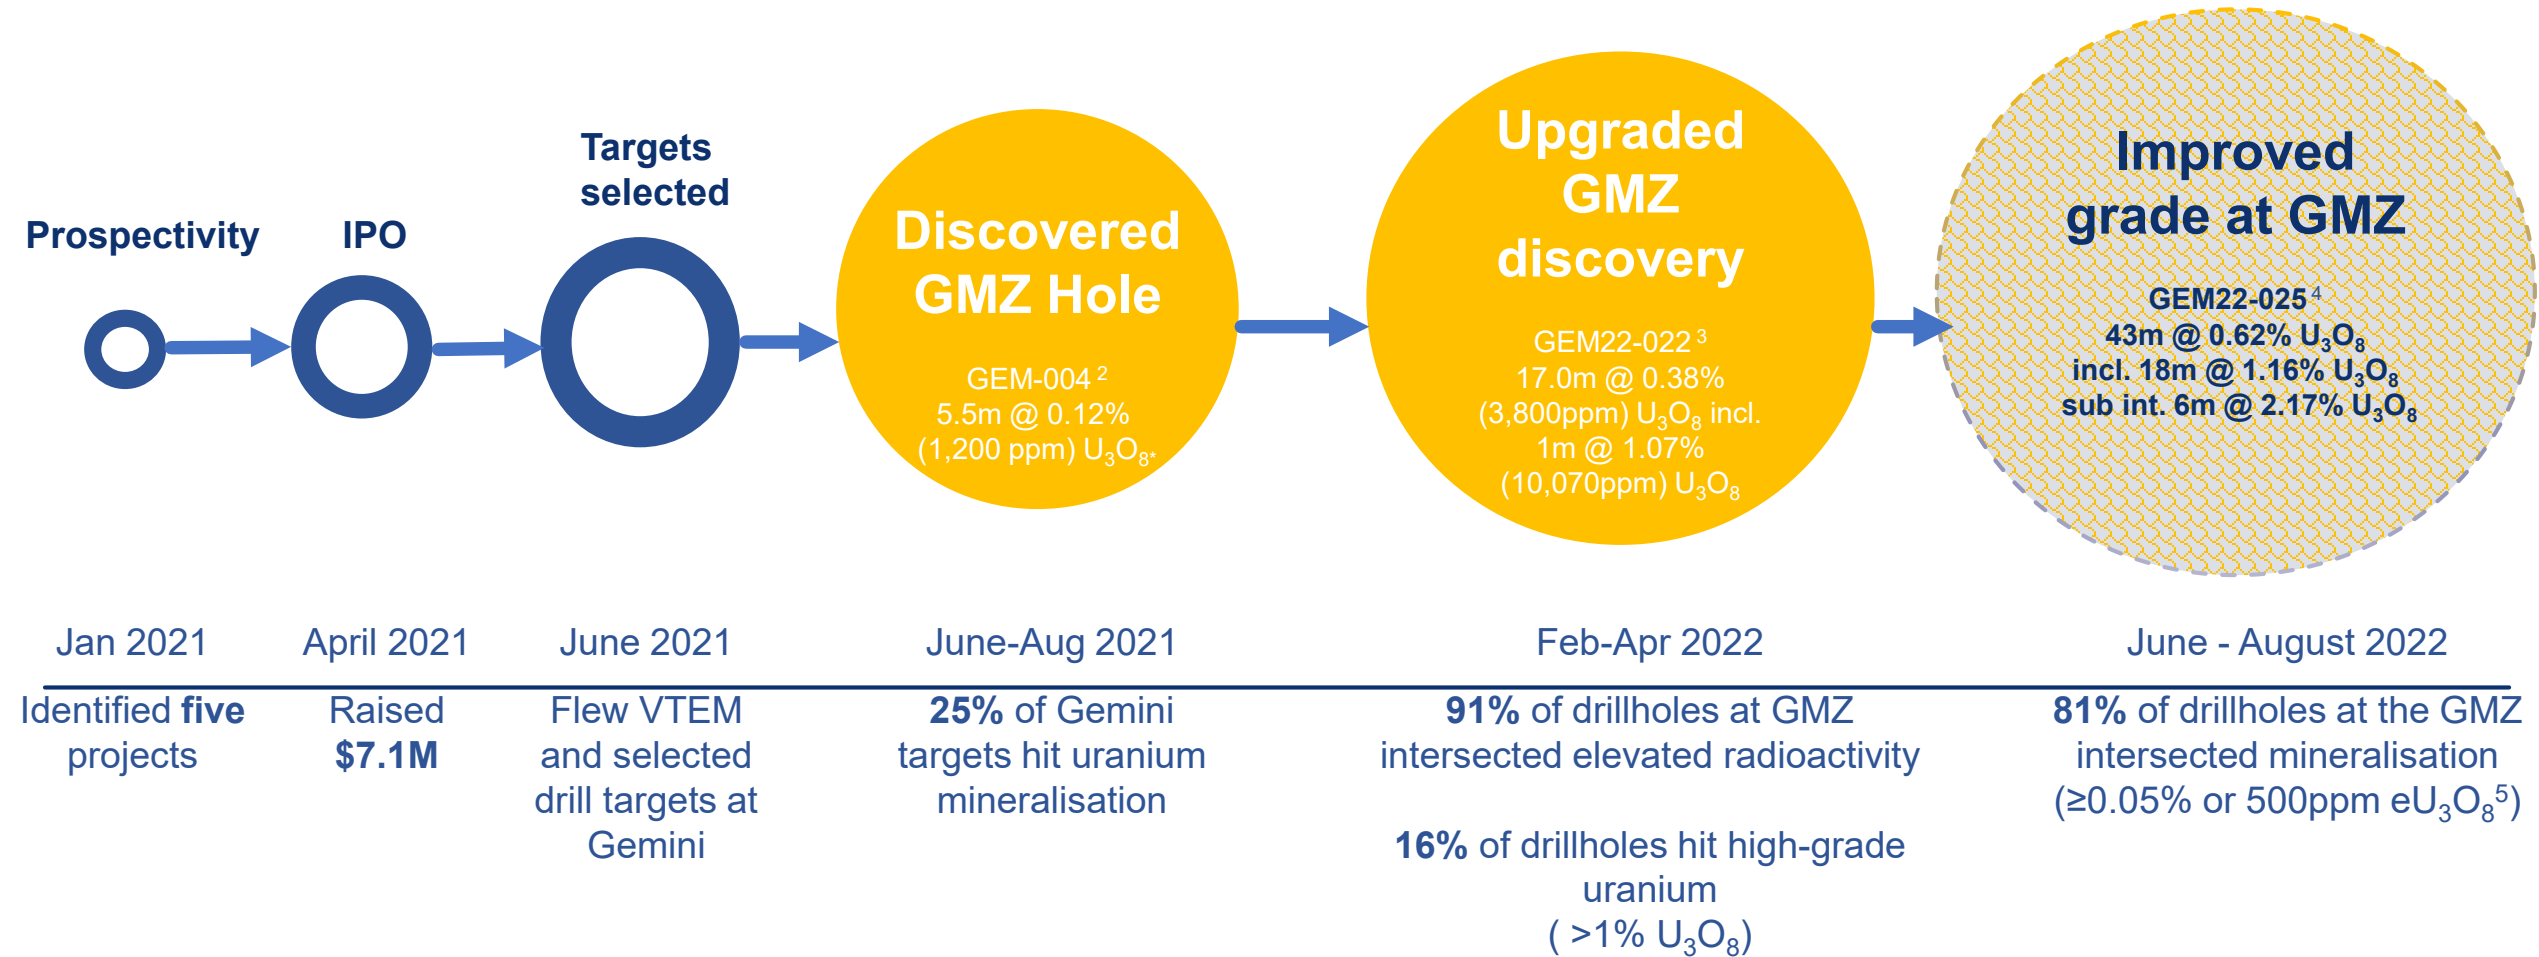 Prospectivity
IPO
Targets
selected
Discovered
GMZ Hole
GEM-004 2
5.5m @ 0.12%
(1,200 ppm) U3O8*
Upgraded
GMZ
discovery
GEM22-022 3
17.0m @ 0.38%
(3,800ppm) U3O8 incl.
1m @ 1.07%
(10,070ppm) U3O8
Improved
grade at GMZ
GEM22-025 4
43m @ 0.62% U3O8
incl. 18m @ 1.16% U3O8
sub int. 6m @ 2.17% U3O8
Jan 2021
April 2021
June 2021
June-Aug 2021
Feb-Apr 2022
June - August 2022
Identified five
projects
Raised
$7.1M
Flew VTEM
and selected
drill targets at
Gemini
25% of Gemini
targets hit uranium
mineralisation
91% of drillholes at GMZ
intersected elevated radioactivity
16% of drillholes hit high-grade
uranium
( >1% U3O8)
81% of drillholes at the GMZ
intersected mineralisation
(≥0.05% or 500ppm eU3O8 5)